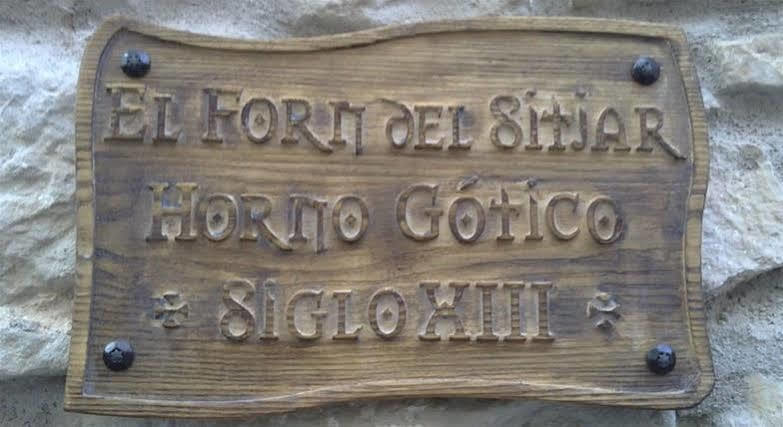 El Forn del Sitjar
Horno Gótico
Siglo XIII